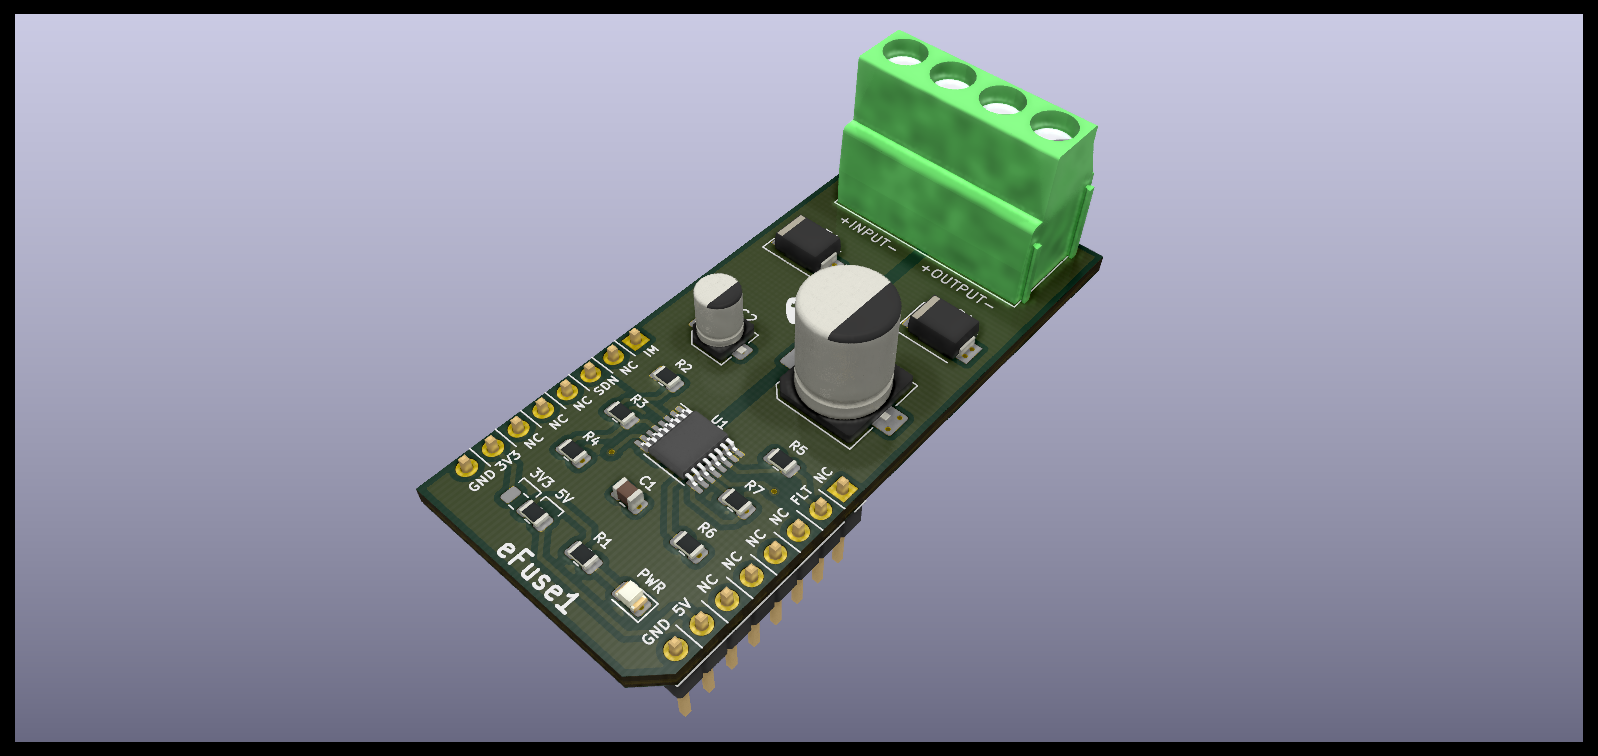 +INPUT-
+OUTPUT-
C2
IM
NC
SDN
NC
NC
NC
3V3
GND
R2
R3
R4
U1
R5
C1
R7
R6
NC
FLT
NC
NC
NC
NC
5V
GND
3V3 5V
R1
PWR
eFuse1